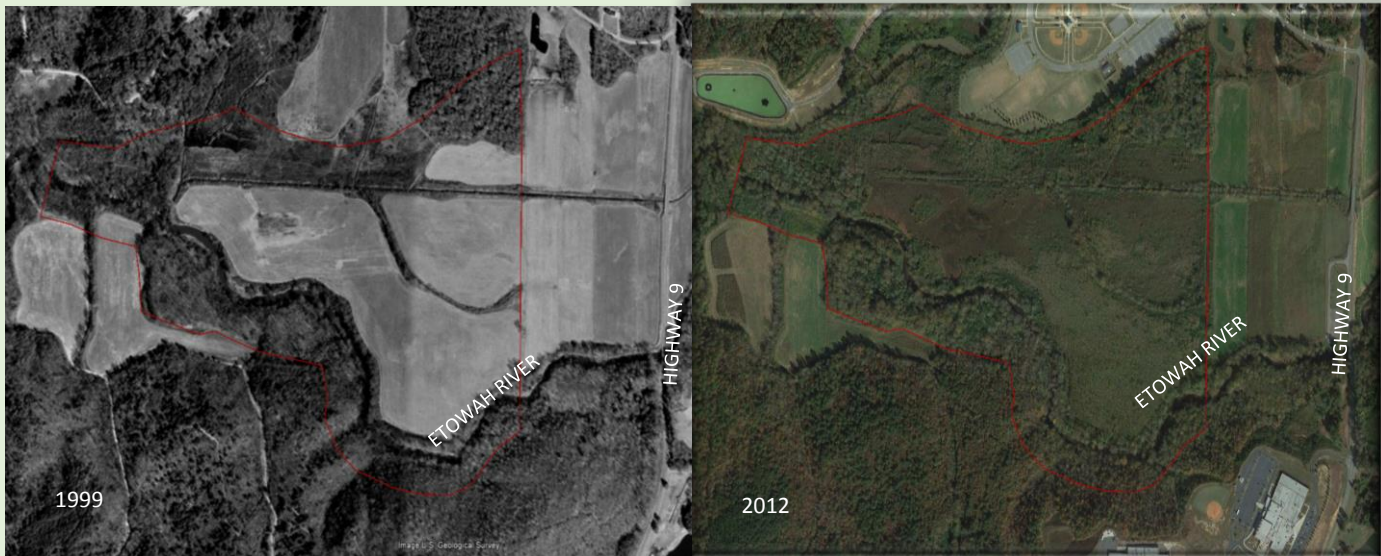 ETOWAH RIVER
HIGHWAY 9
1999
Image U.S. Geological Survey
ETOWAH RIVER
HIGHWAY 9
2012